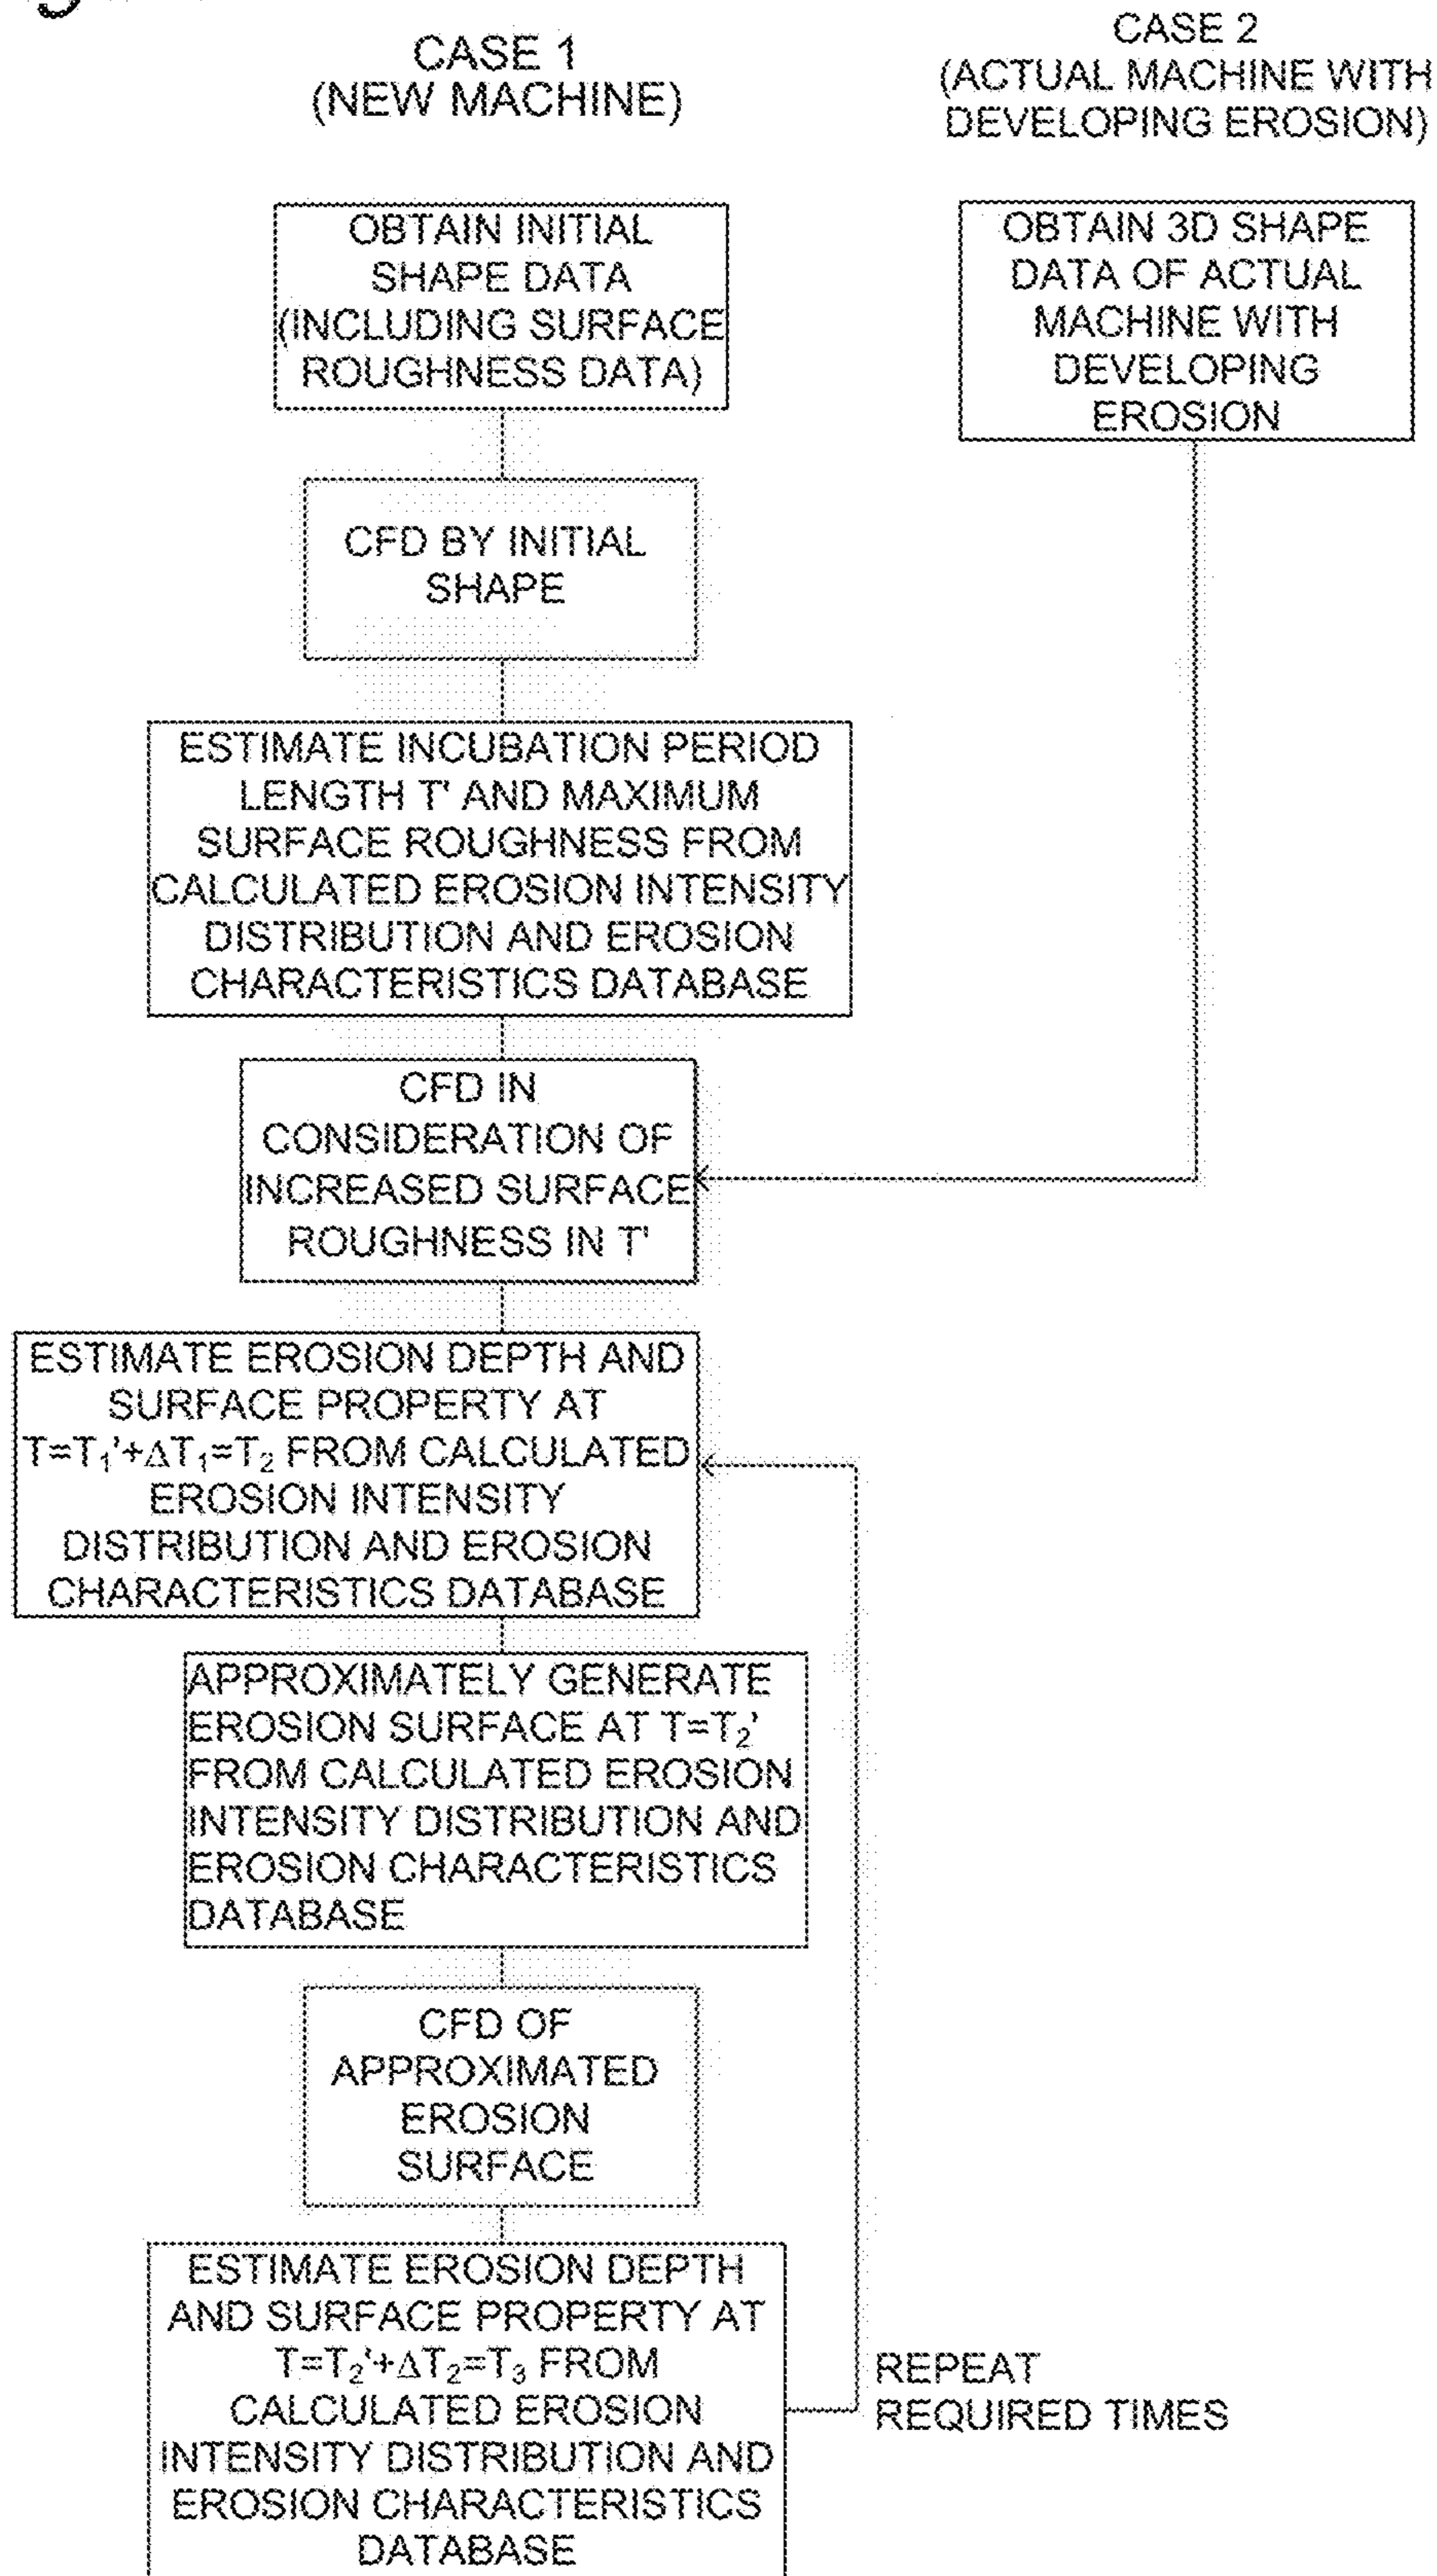 CASE 1
(NEW MACHINE)
CASE 2
(ACTUAL MACHINE WITH
DEVELOPING EROSION)
OBTAIN INITIAL
SHAPE DATA
(INCLUDING SURFACE
ROUGHNESS DATA)
OBTAIN 3D SHAPE
DATA OF ACTUAL
MACHINE WITH
DEVELOPING
EROSION
CFD BY INITIAL
SHAPE
ESTIMATE INCUBATION PERIOD
LENGTH T' AND MAXIMUM
SURFACE ROUGHNESS FROM
CALCULATED EROSION INTENSITY
DISTRIBUTION AND EROSION
CHARACTERISTICS DATABASE
CFD IN
CONSIDERATION OF
INCREASED SURFACE
ROUGHNESS IN T'
ESTIMATE EROSION DEPTH AND
SURFACE PROPERTY AT
T=T₁'+ΔT₁=T₂ FROM CALCULATED
EROSION INTENSITY
DISTRIBUTION AND EROSION
CHARACTERISTICS DATABASE
APPROXIMATELY GENERATE
EROSION SURFACE AT T=T₂'
FROM CALCULATED EROSION
INTENSITY DISTRIBUTION AND
EROSION CHARACTERISTICS
DATABASE
CFD OF
APPROXIMATED
EROSION
SURFACE
ESTIMATE EROSION DEPTH
AND SURFACE PROPERTY AT
T=T₂'+ΔT₂=T₃ FROM
CALCULATED EROSION
INTENSITY DISTRIBUTION AND
EROSION CHARACTERISTICS
DATABASE
REPEAT
REQUIRED TIMES